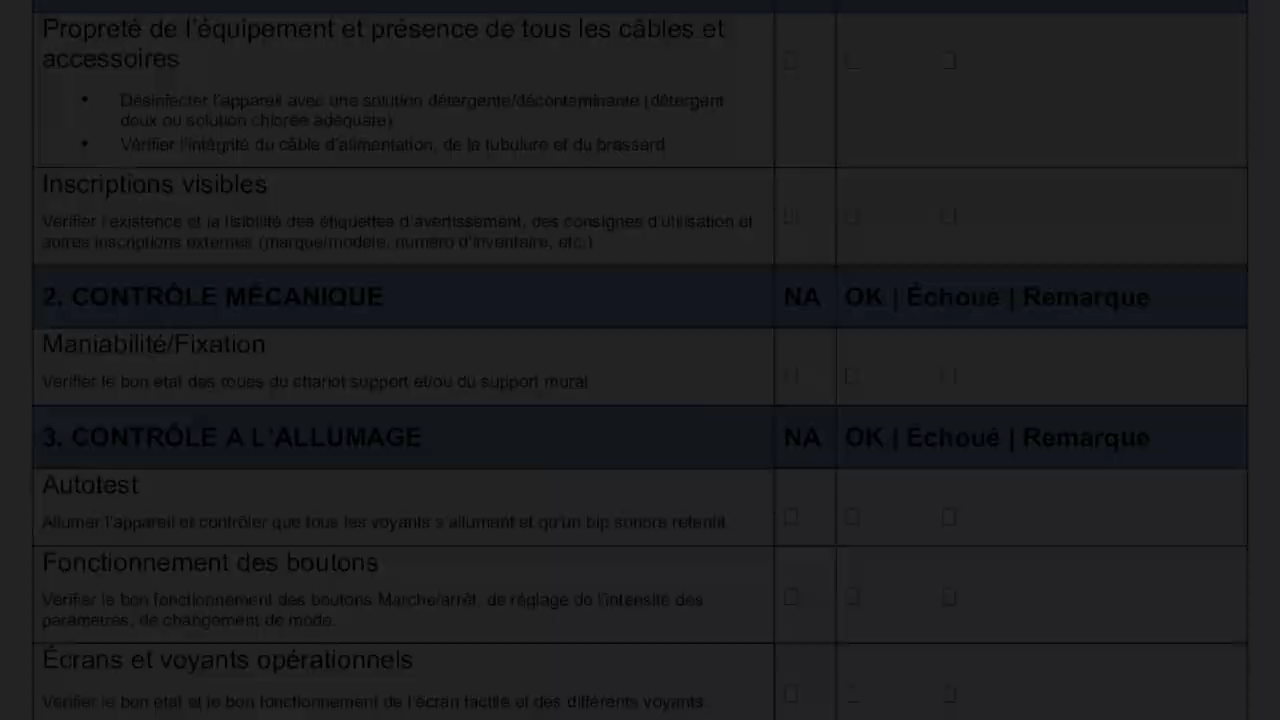 Propreté de l'équipement et présence de tous les câbles et
accessoires
• Désinfecter l'appareil avec une solution détergente/décontaminante (détergent
doux ou solution chlorée adéquate)
• Vérifier l'intégrité du câble d'alimentation, de la tubulure et du brassard
Inscriptions visibles
Vérifier l'existence et la lisibilité des étiquettes d'avertissement, des consignes d'utilisation et
autres inscriptions externes (marque/modèle, numéro d'inventaire, etc.)
2. CONTRÔLE MÉCANIQUE NA OK | Échoué | Remarque
Maniabilité/Fixation
Vérifier le bon état des roues du chariot support et/ou du support mural
3. CONTRÔLE A L'ALLUMAGE NA OK | Échoué | Remarque
Autotest
Allumer l'appareil et contrôler que tous les voyants s'allument et qu'un bip sonore retentit.
Fonctionnement des boutons
Vérifier le bon fonctionnement des boutons Marche/arrêt, de réglage de l'intensité des
paramètres, de changement de mode.
Écrans et voyants opérationnels
Vérifier le bon état et le bon fonctionnement de l'écran tactile et des différents voyants.